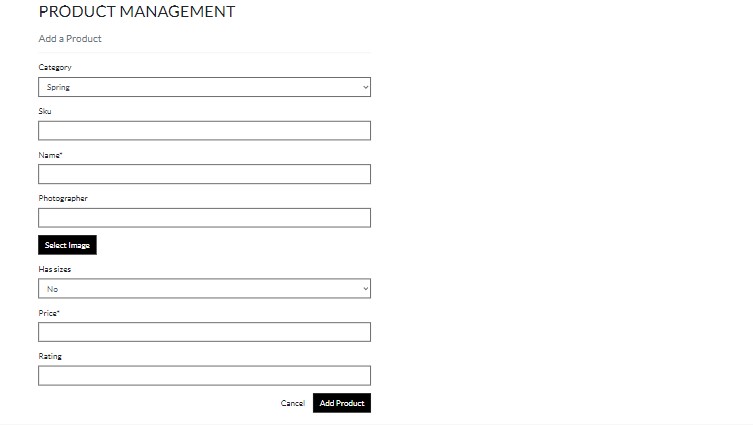 PRODUCT MANAGEMENT
Add a Product
Category
Spring
Sku
Name*
Photographer
Select Image
Has sizes
No
Price*
Rating
Cancel Add Product